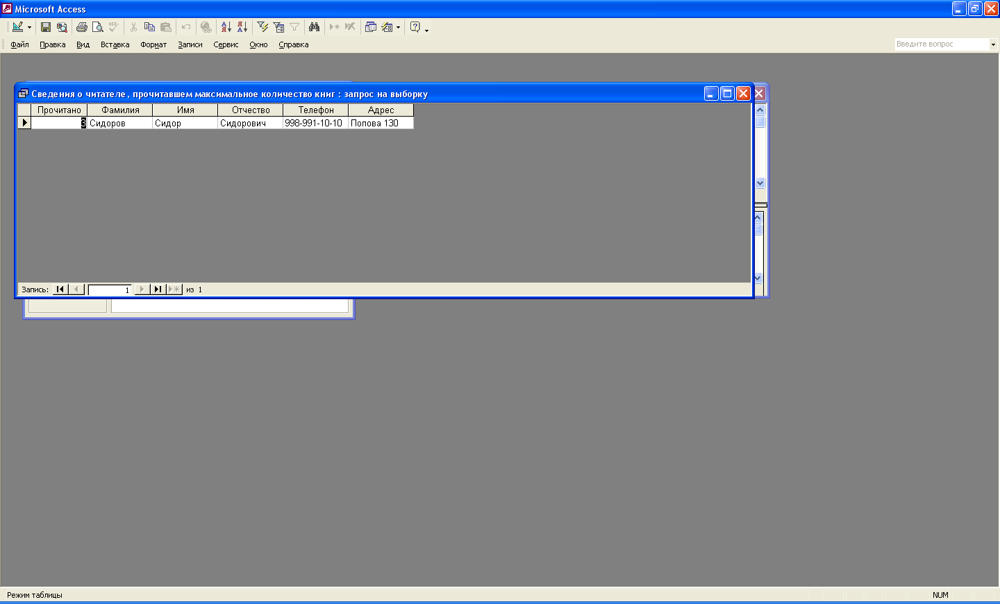 Microsoft Access
Файл Правка Вид Вставка Формат Записи Сервис Окно Справка
Введите вопрос
Сведения о читателе , прочитавшем максимальное количество книг : запрос на выборку
Прочитано Фамилия Имя Отчество Телефон Адрес
3 Сидоров Сидор Сидорович 998-991-10-10 Попова 130
Запись: 1 из 1
Режим таблицы
NUM